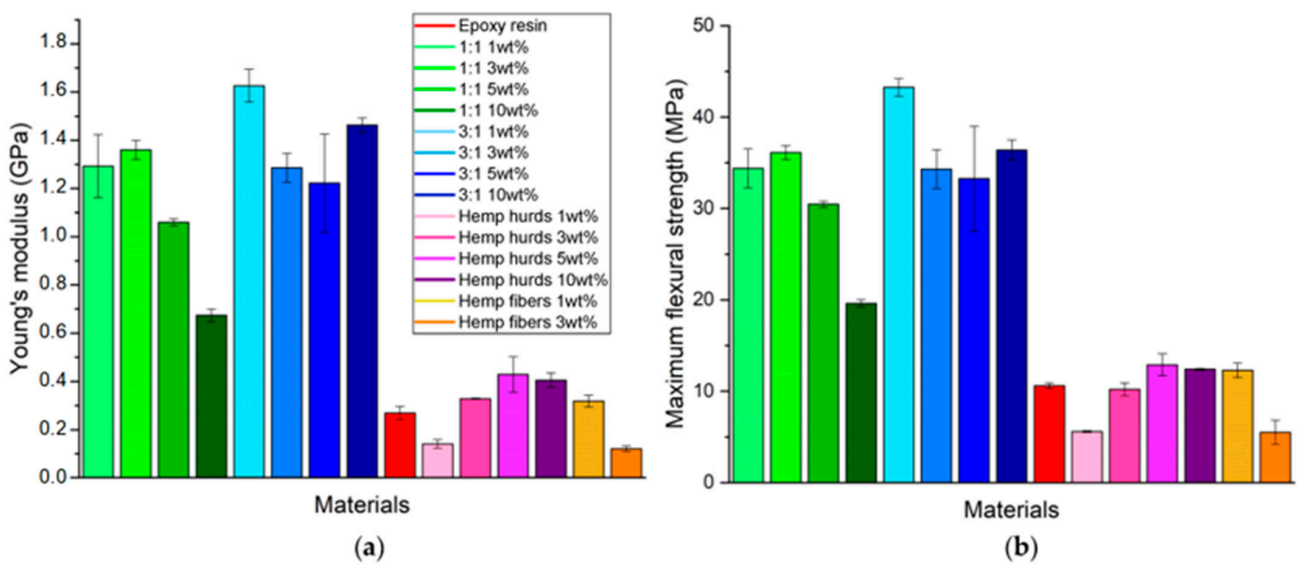 Young's modulus (GPa)
1.8
1.6
1.4
1.2
1.0
0.8
0.6
0.4
0.2
0.0
Epoxy resin
1:1 1wt%
1:1 3wt%
1:1 5wt%
1:1 10wt%
3:1 1wt%
3:1 3wt%
3:1 5wt%
3:1 10wt%
Hemp hurds 1wt%
Hemp hurds 3wt%
Hemp hurds 5wt%
Hemp hurds 10wt%
Hemp fibers 1wt%
Hemp fibers 3wt%
Materials
(a)
Maximum flexural strength (MPa)
50
40
30
20
10
0
Materials
(b)